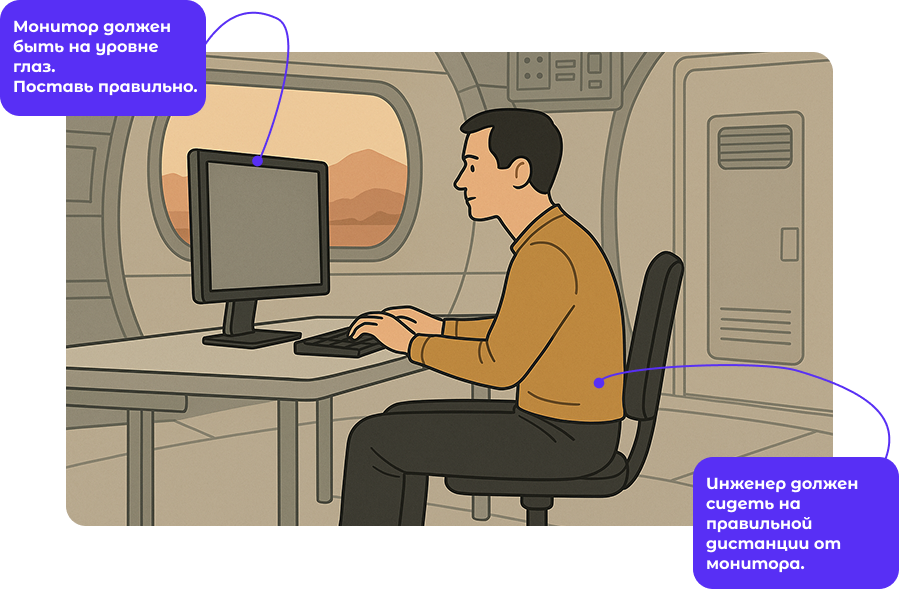 Монитор должен
быть на уровне
глаз.
Поставь правильно.
Инженер должен
сидеть на
правильной
дистанции от
монитора.